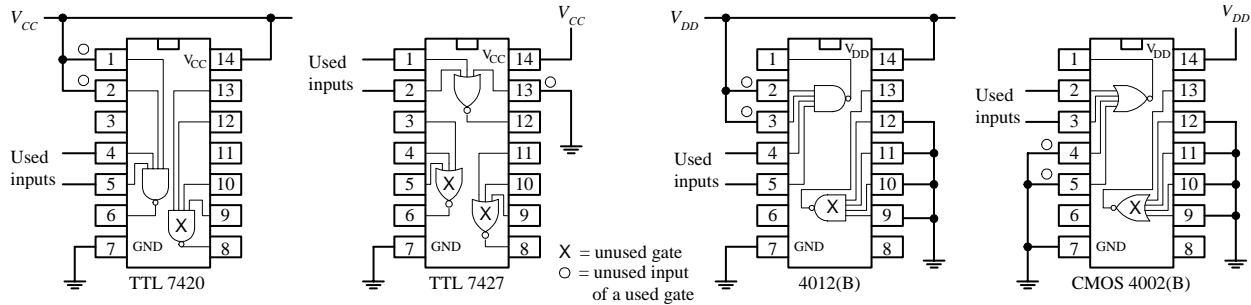 V_CC
V_CC
V_DD
V_DD
1 V_CC 14
2 13
3 12
4 11
5 10
6 9
7 GND 8
Used
inputs
TTL 7420
Used
inputs
1 14
2 13
3 12
4 11
5 10
6 9
7 GND 8
X
X
X
TTL 7427
X = unused gate
○ = unused input
of a used gate
1 V_DD 14
2 13
3 12
4 11
5 10
6 9
7 GND 8
Used
inputs
X
4012(B)
Used
inputs
1 V_DD 14
2 13
3 12
4 11
5 10
6 9
7 GND 8
X
CMOS 4002(B)